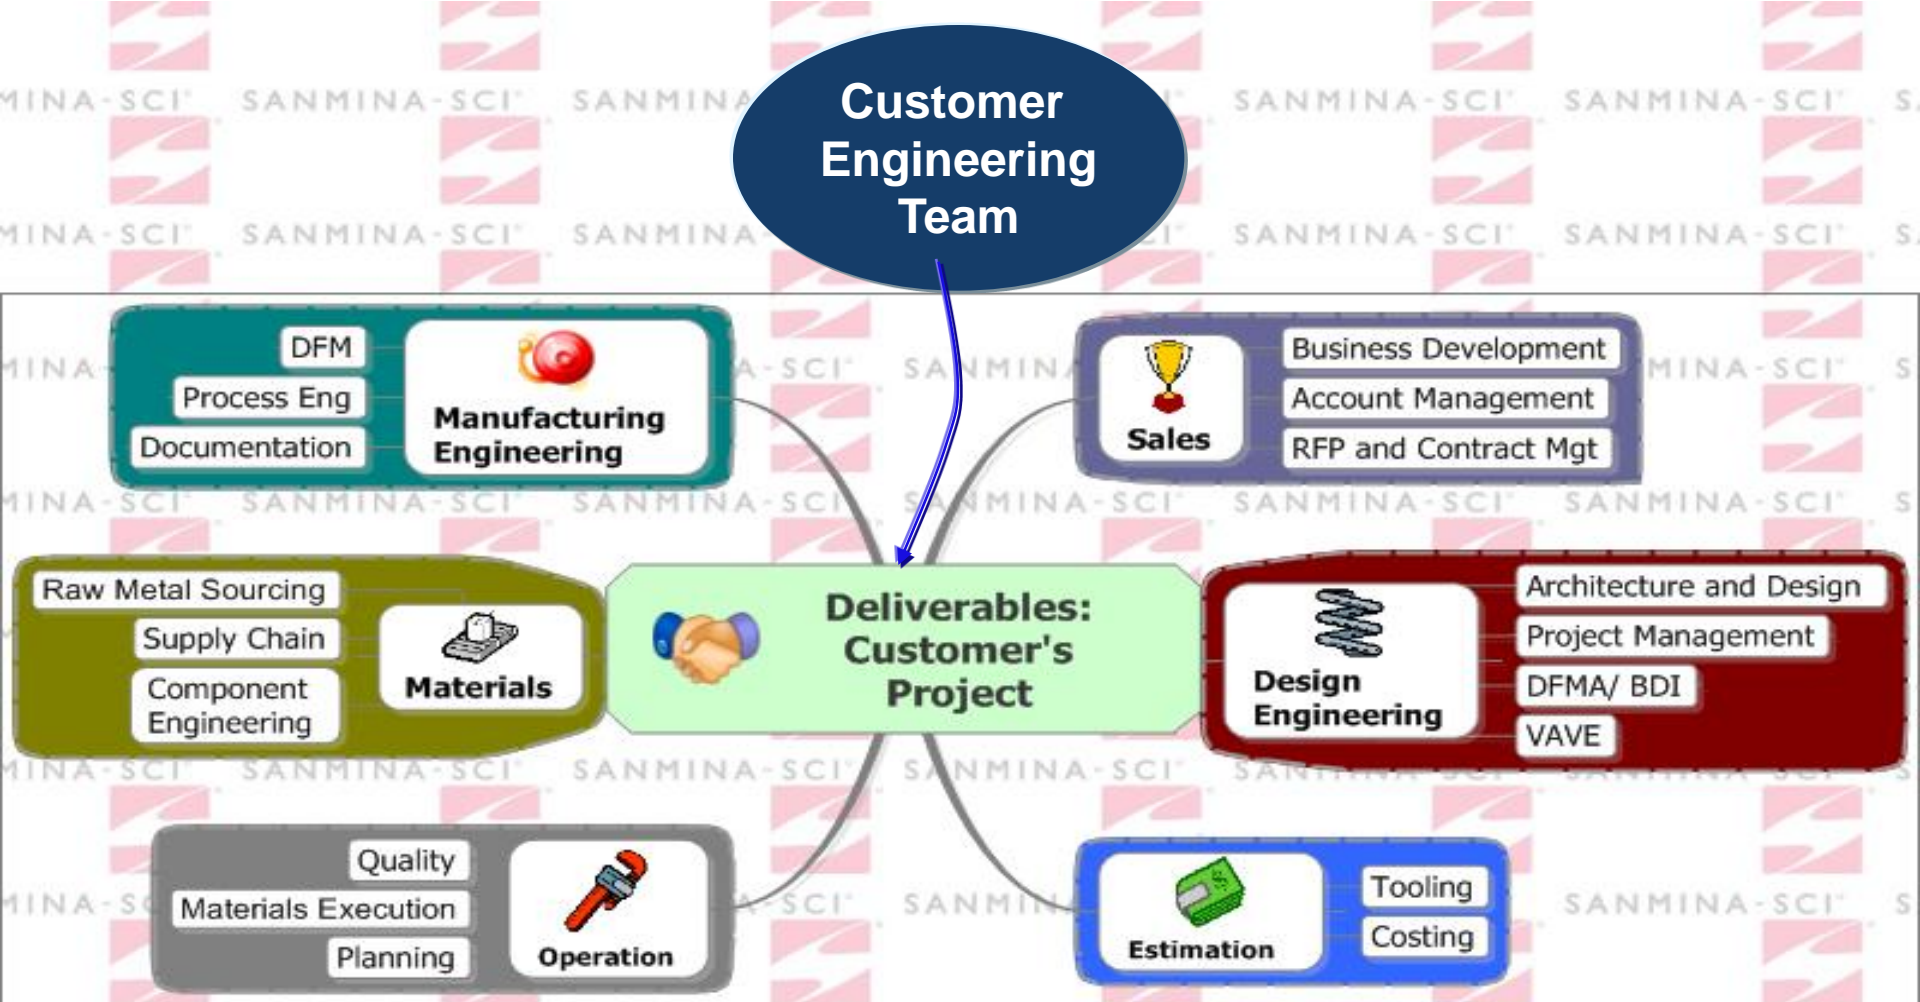 Customer
Engineering
Team
DFM
Process Eng
Documentation
Manufacturing
Engineering
Sales
Business Development
Account Management
RFP and Contract Mgt
Raw Metal Sourcing
Supply Chain
Component
Engineering
Materials
Deliverables:
Customer's
Project
Design
Engineering
Architecture and Design
Project Management
DFMA/ BDI
VAVE
Quality
Materials Execution
Planning
Operation
Estimation
Tooling
Costing
SANMINA-SCI